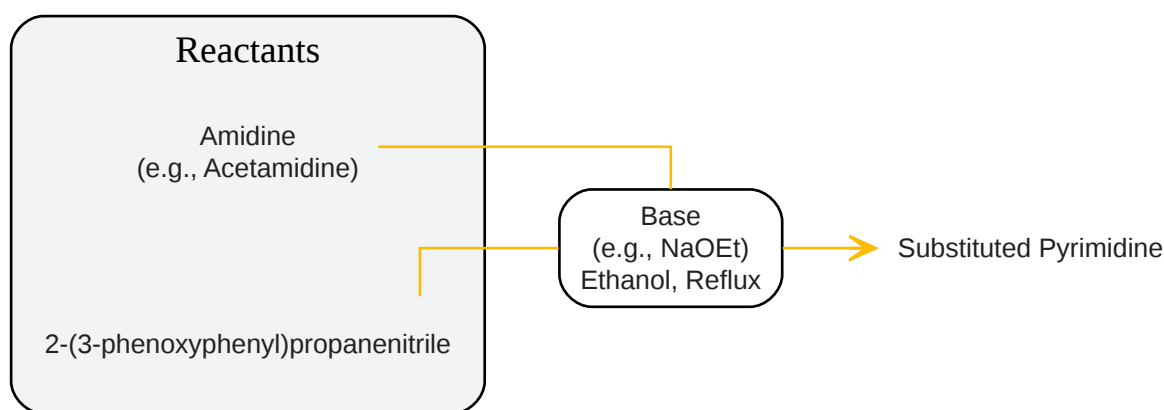 Reactants
Amidine
(e.g., Acetamidine)
Base
(e.g., NaOEt)
Ethanol, Reflux
Substituted Pyrimidine
2-(3-phenoxyphenyl)propanenitrile